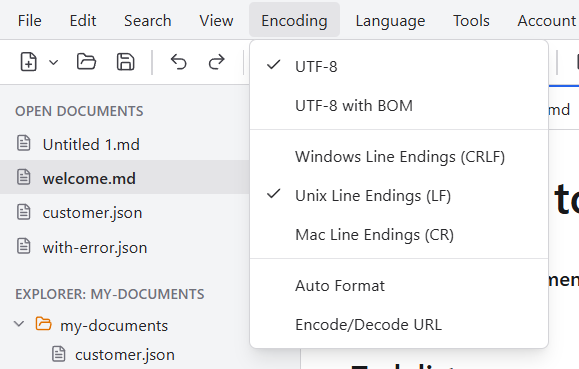 File Edit Search View Encoding Language Tools Account
UTF-8
UTF-8 with BOM
Windows Line Endings (CRLF)
Unix Line Endings (LF)
Mac Line Endings (CR)
Auto Format
Encode/Decode URL
OPEN DOCUMENTS
Untitled 1.md
welcome.md
customer.json
with-error.json
EXPLORER: MY-DOCUMENTS
my-documents
customer.json
md
to